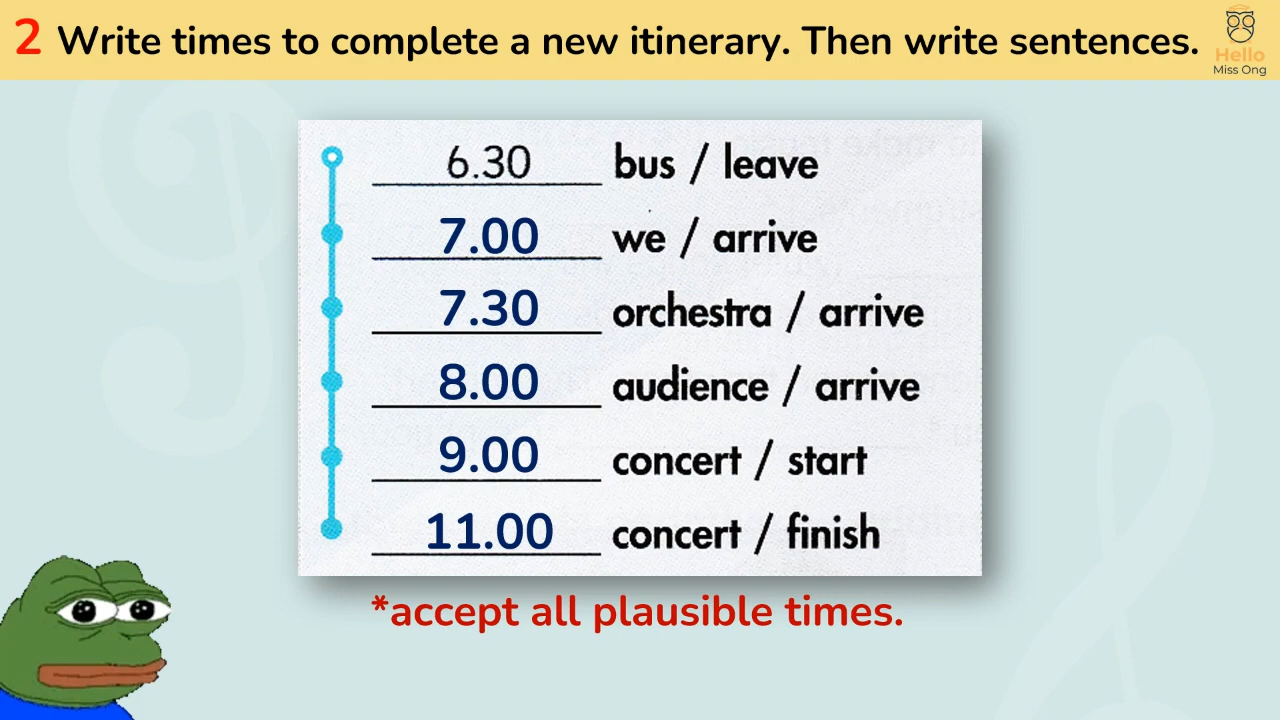 2 Write times to complete a new itinerary. Then write sentences.
Hello
Miss Ong
6.30 bus / leave
7.00 we / arrive
7.30 orchestra / arrive
8.00 audience / arrive
9.00 concert / start
11.00 concert / finish
*accept all plausible times.